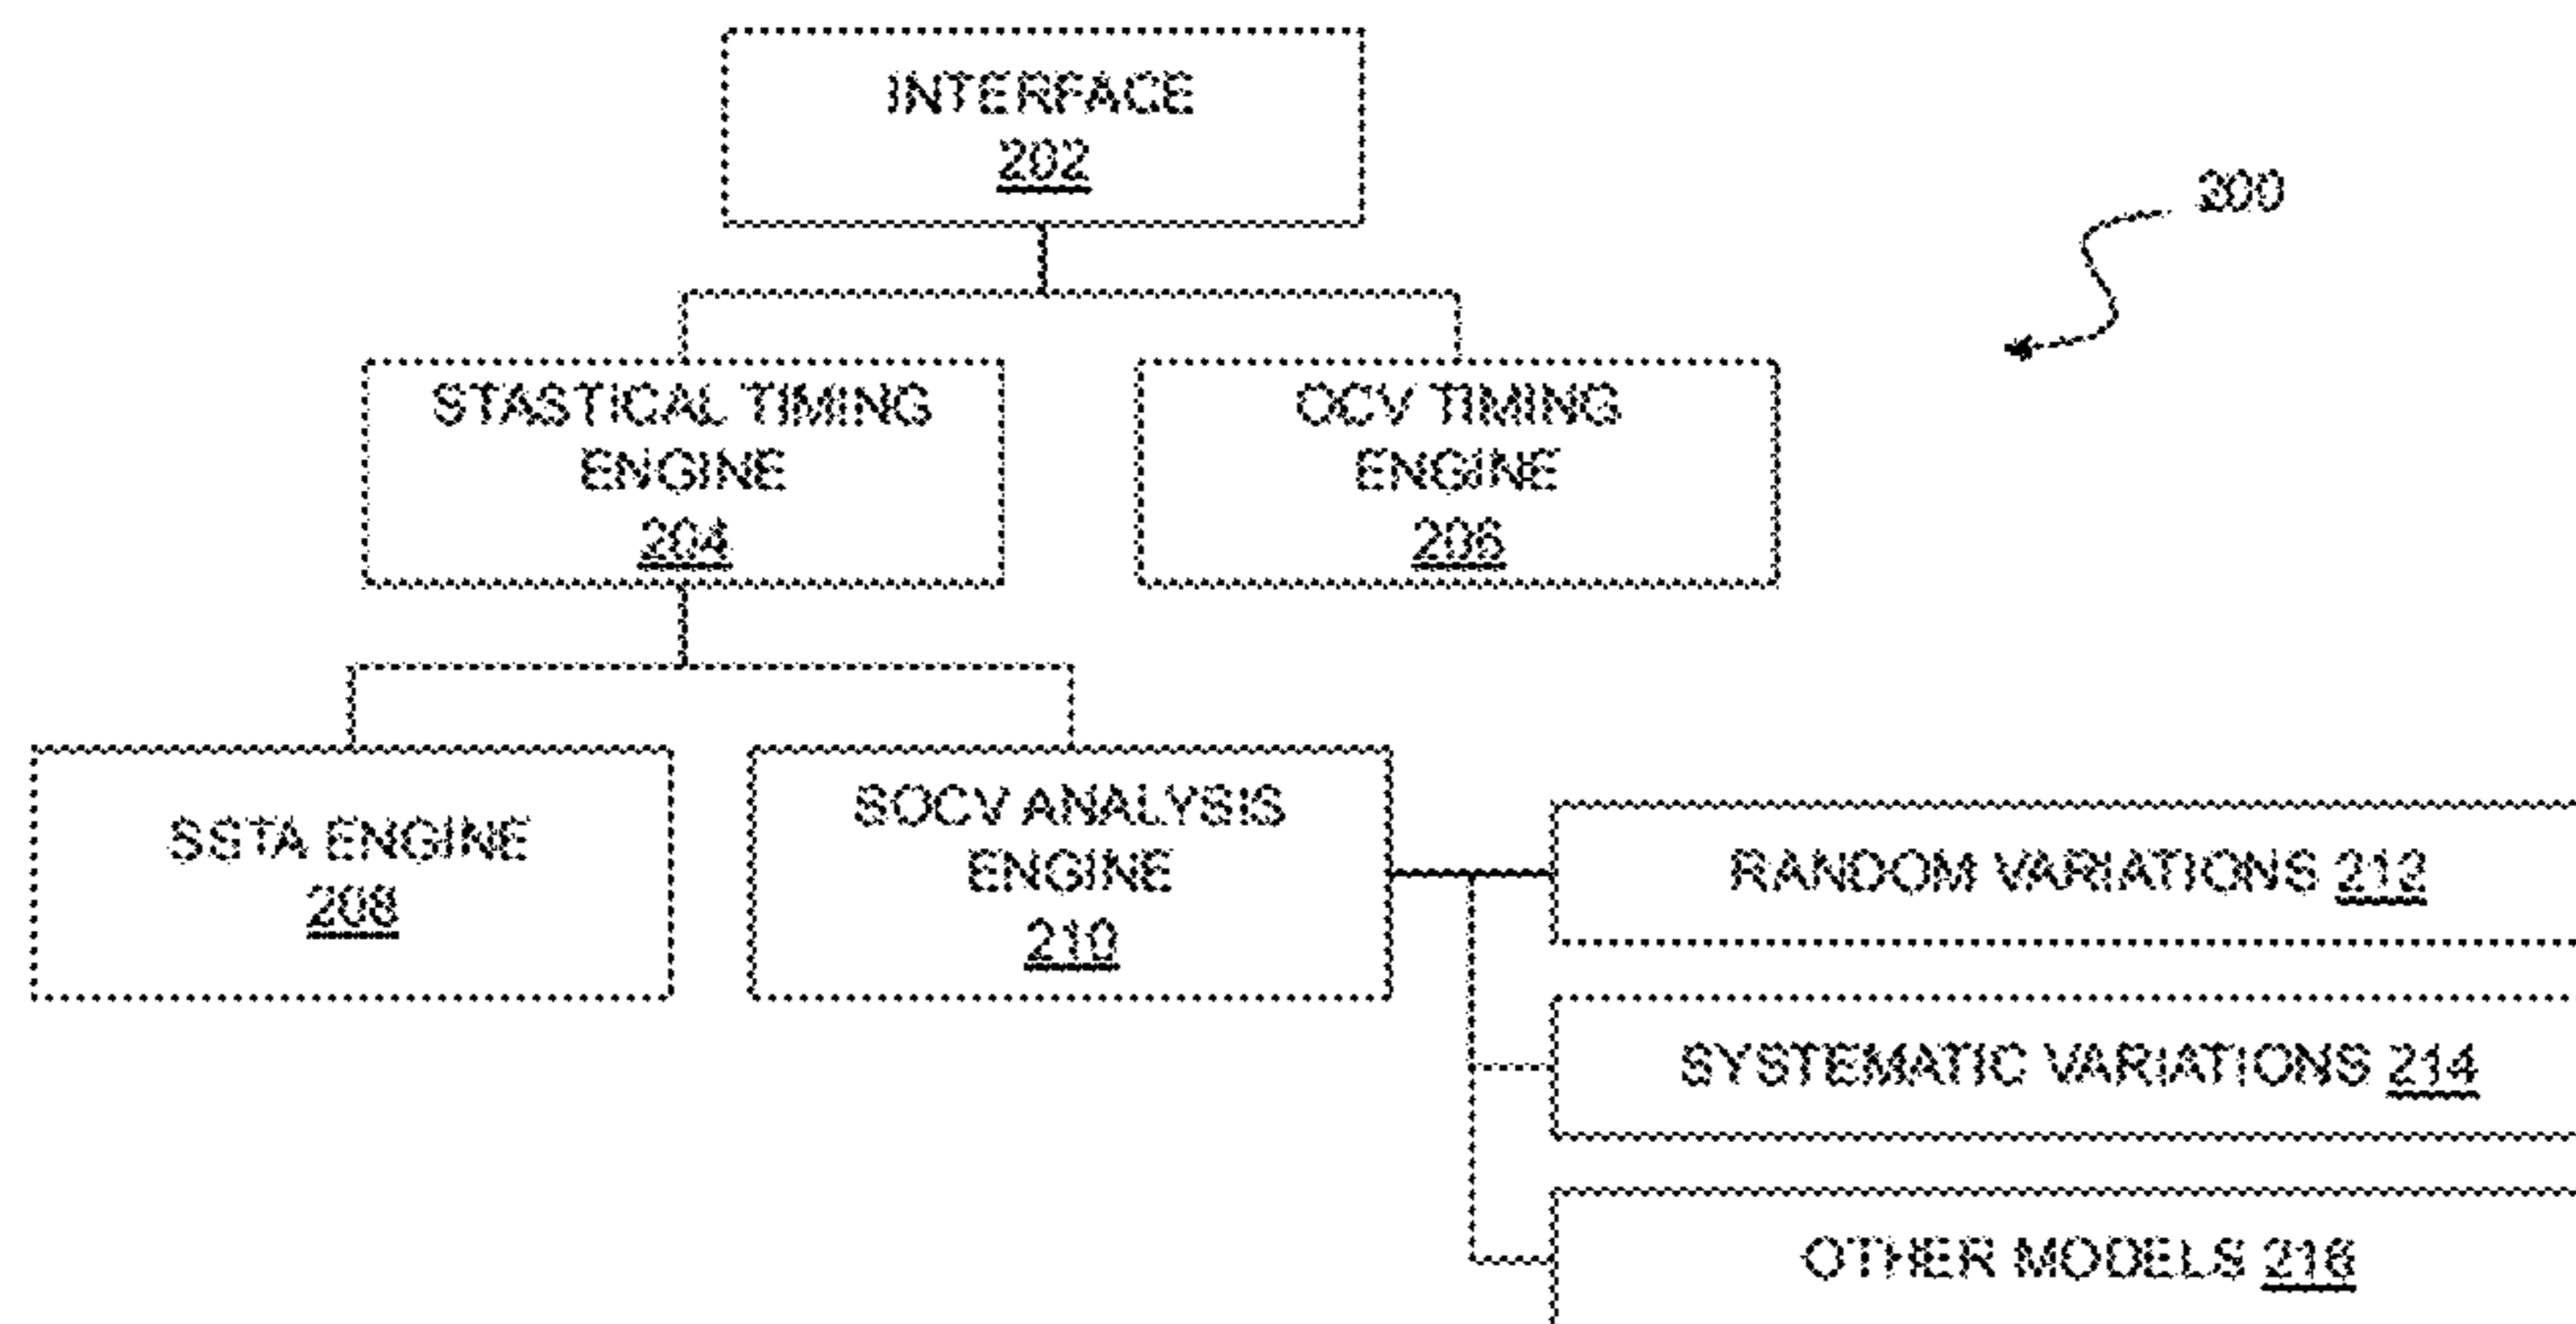 INTERFACE
202
200
STASTICAL TIMING
ENGINE
204
OCV TIMING
ENGINE
206
SSTA ENGINE
208
SOCV ANALYSIS
ENGINE
210
RANDOM VARIATIONS 212
SYSTEMATIC VARIATIONS 214
OTHER MODELS 216